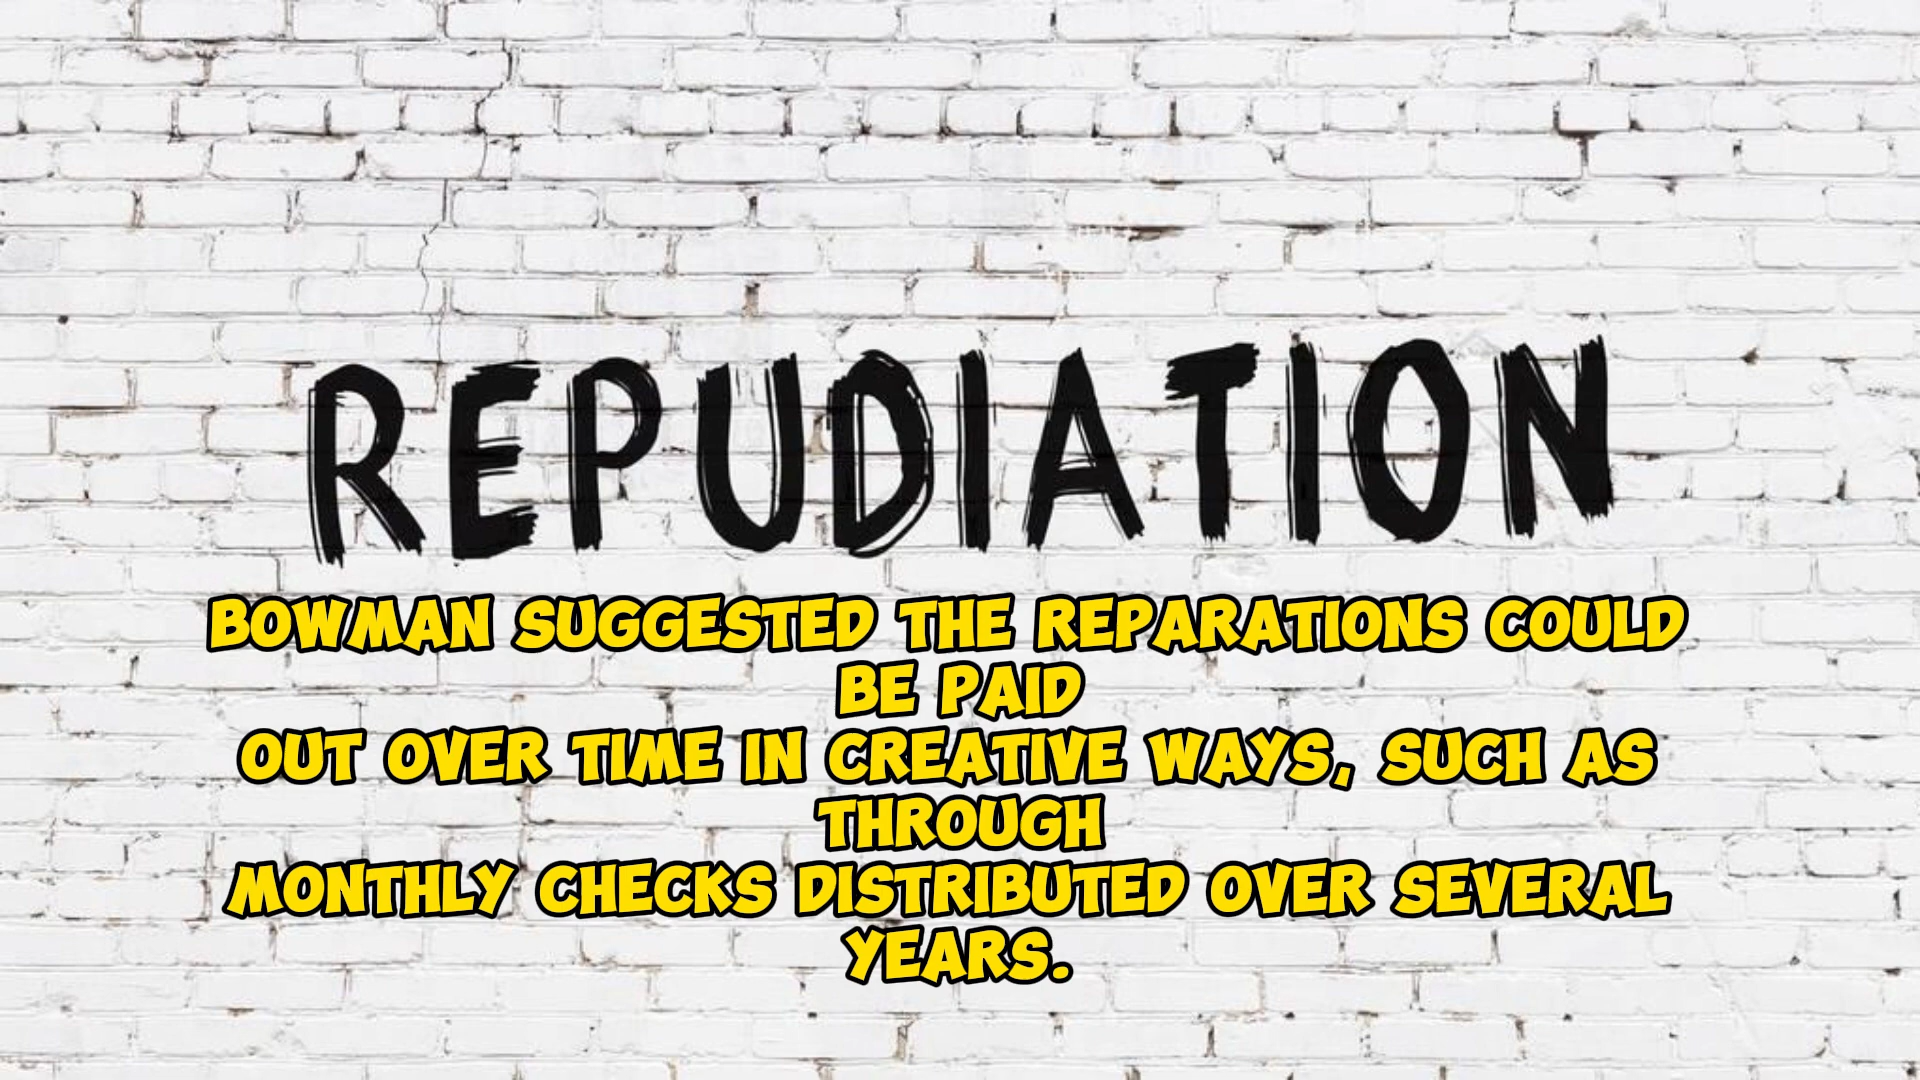 REPUDIATION
BOWMAN SUGGESTED THE REPARATIONS COULD
BE PAID
OUT OVER TIME IN CREATIVE WAYS, SUCH AS
THROUGH
MONTHLY CHECKS DISTRIBUTED OVER SEVERAL
YEARS.